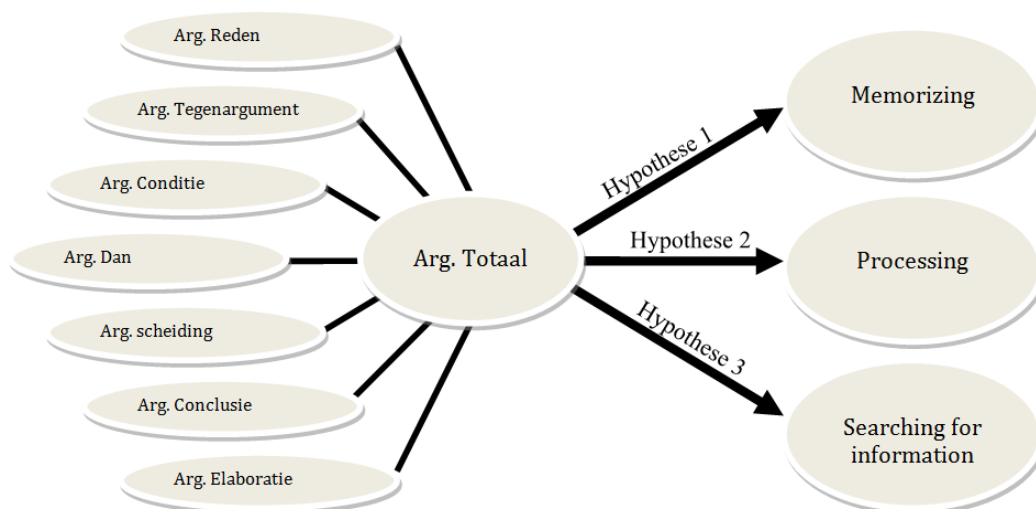 Arg. Reden
Arg. Tegenargument
Arg. Conditie
Arg. Dan
Arg. scheiding
Arg. Conclusie
Arg. Elaboratie
Arg. Totaal
Hypothese 1
Hypothese 2
Hypothese 3
Memorizing
Processing
Searching for
information